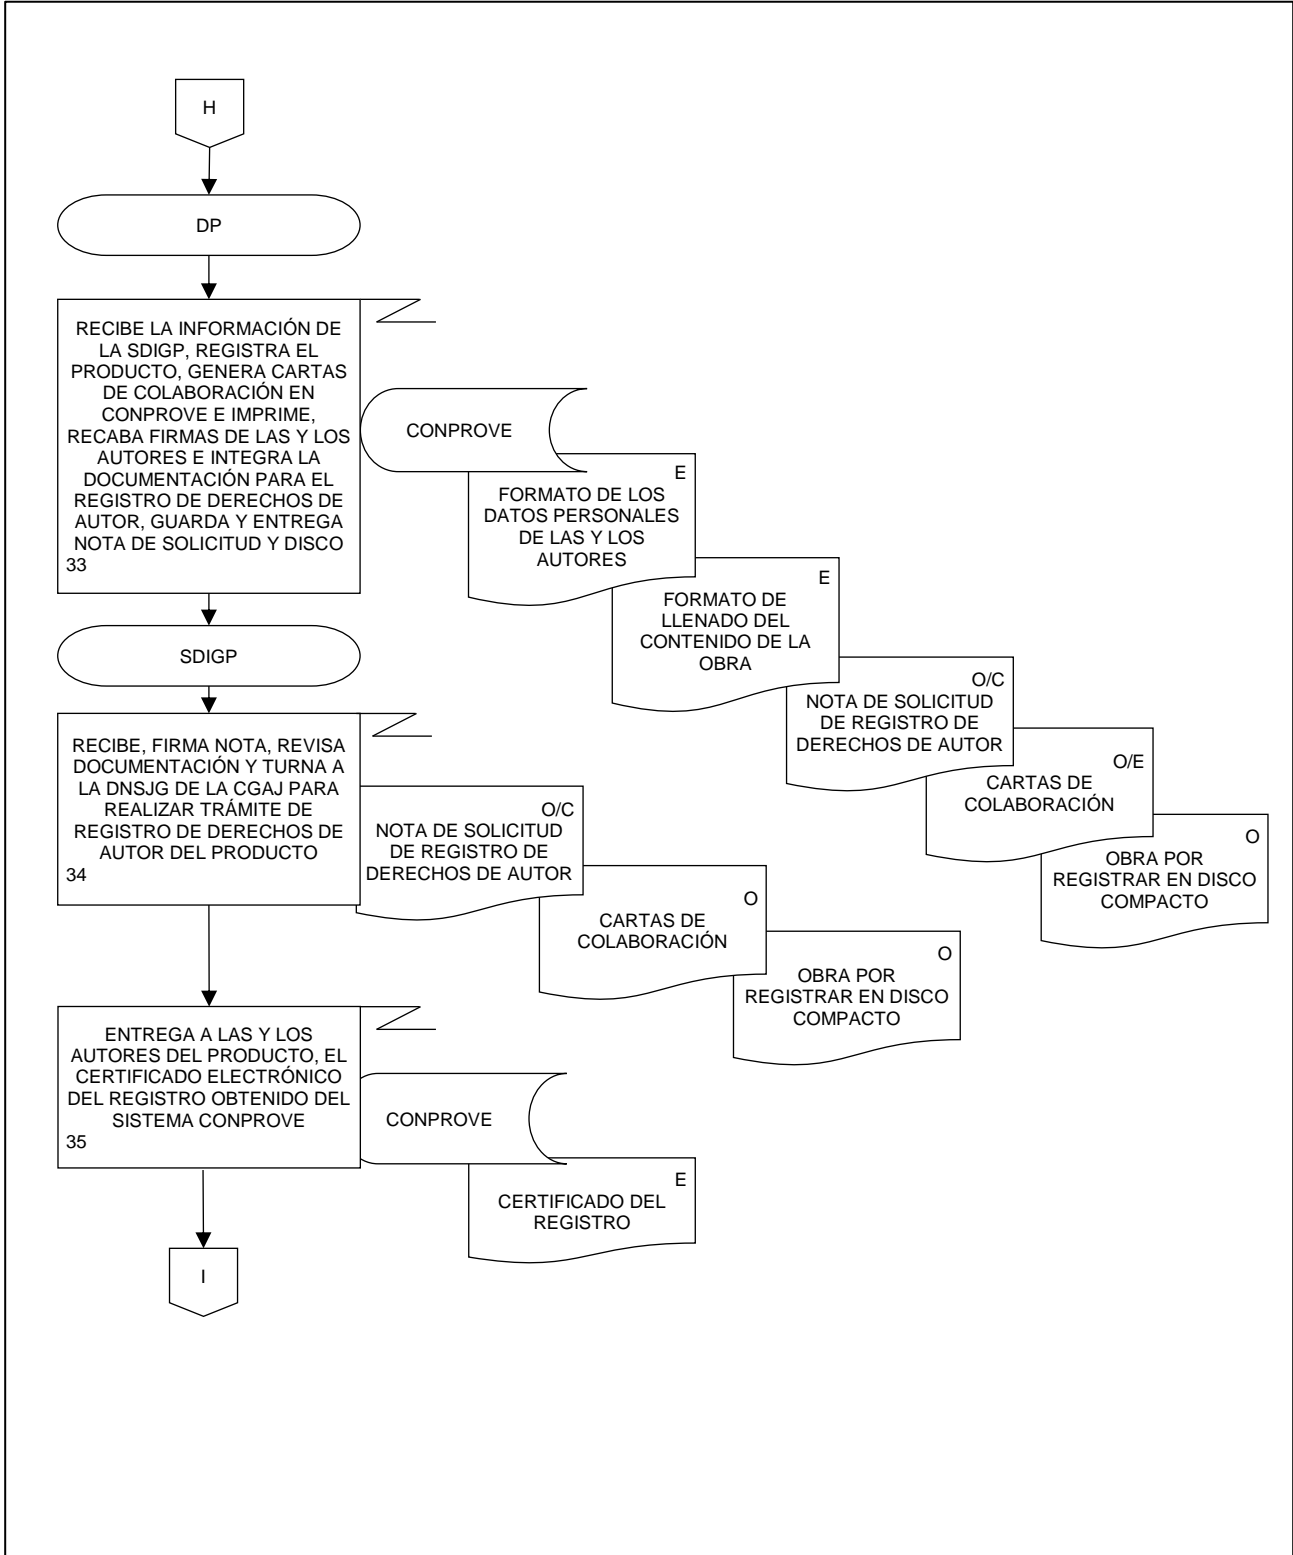 H
DP
RECIBE LA INFORMACIÓN DE
LA SDIGP, REGISTRA EL
PRODUCTO, GENERA CARTAS
DE COLABORACIÓN EN
CONPROVE E IMPRIME,
RECABA FIRMAS DE LAS Y LOS
AUTORES E INTEGRA LA
DOCUMENTACIÓN PARA EL
REGISTRO DE DERECHOS DE
AUTOR, GUARDA Y ENTREGA
NOTA DE SOLICITUD Y DISCO
33
CONPROVE
E
FORMATO DE LOS
DATOS PERSONALES
DE LAS Y LOS
AUTORES
E
FORMATO DE
LLENADO DEL
CONTENIDO DE LA
OBRA
O/C
NOTA DE SOLICITUD
DE REGISTRO DE
DERECHOS DE AUTOR
O/E
CARTAS DE
COLABORACIÓN
O
OBRA POR
REGISTRAR EN DISCO
COMPACTO
SDIGP
RECIBE, FIRMA NOTA, REVISA
DOCUMENTACIÓN Y TURNA A
LA DNSJG DE LA CGAJ PARA
REALIZAR TRÁMITE DE
REGISTRO DE DERECHOS DE
AUTOR DEL PRODUCTO
34
O/C
NOTA DE SOLICITUD
DE REGISTRO DE
DERECHOS DE AUTOR
O
CARTAS DE
COLABORACIÓN
O
OBRA POR
REGISTRAR EN DISCO
COMPACTO
ENTREGA A LAS Y LOS
AUTORES DEL PRODUCTO, EL
CERTIFICADO ELECTRÓNICO
DEL REGISTRO OBTENIDO DEL
SISTEMA CONPROVE
35
CONPROVE
E
CERTIFICADO DEL
REGISTRO
I